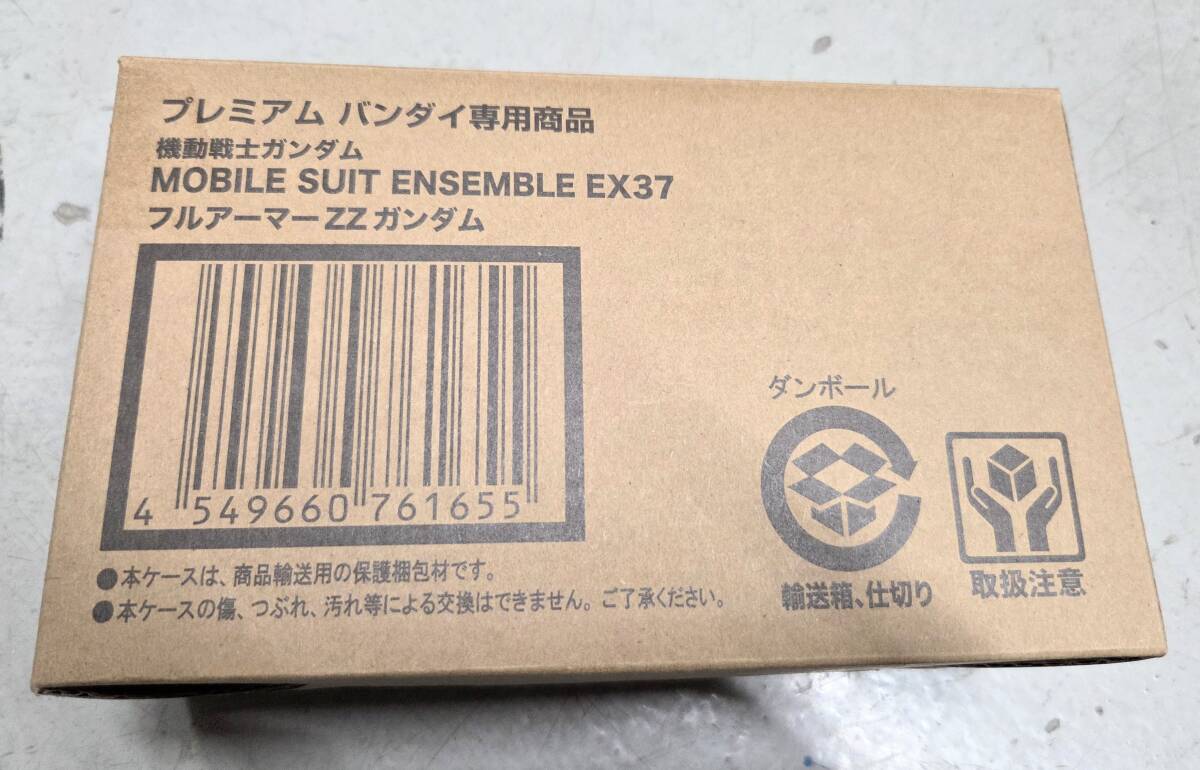 プレミアム バンダイ専用商品
機動戦士ガンダム
MOBILE SUIT ENSEMBLE EX37
フルアーマーZZガンダム
4 549660 761655
●本ケースは、商品輸送用の保護梱包材です。
●本ケースの傷、つぶれ、汚れ等による交換はできません。ご了承ください。
ダンボール
輸送箱、仕切り
取扱注意